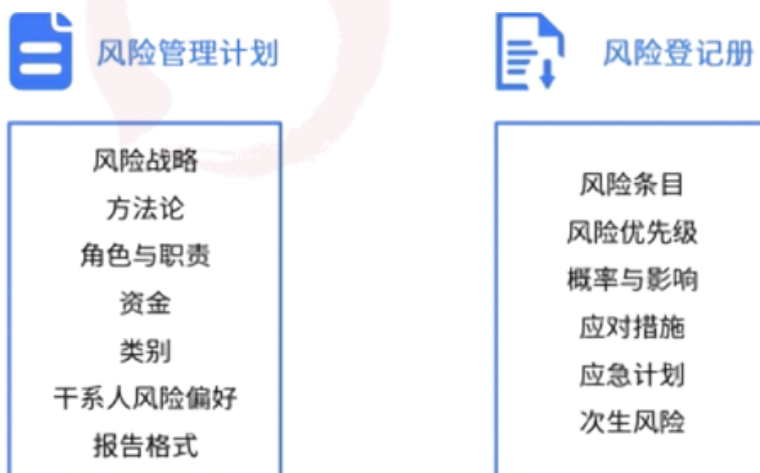 风险管理计划
风险战略
方法论
角色与职责
资金
类别
干系人风险偏好
报告格式
风险登记册
风险条目
风险优先级
概率与影响
应对措施
应急计划
次生风险